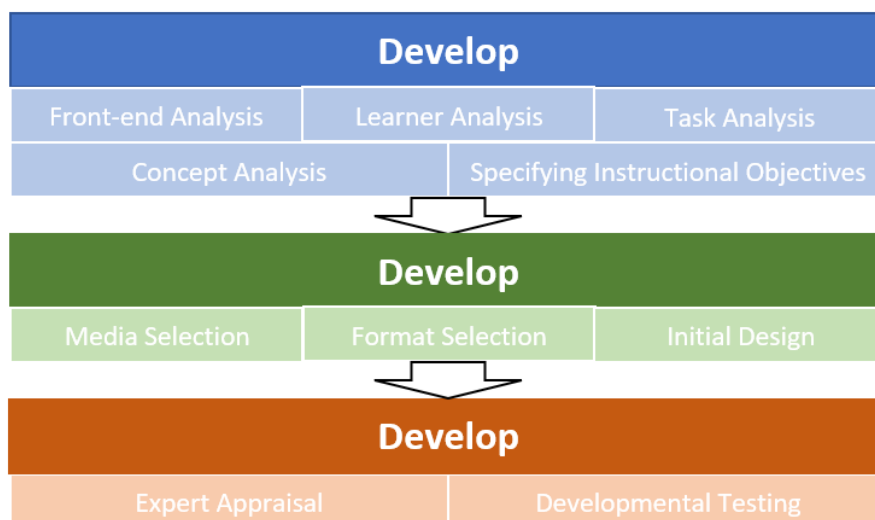 Develop
Front-end Analysis Learner Analysis Task Analysis
Concept Analysis Specifying Instructional Objectives
Develop
Media Selection Format Selection Initial Design
Develop
Expert Appraisal Developmental Testing